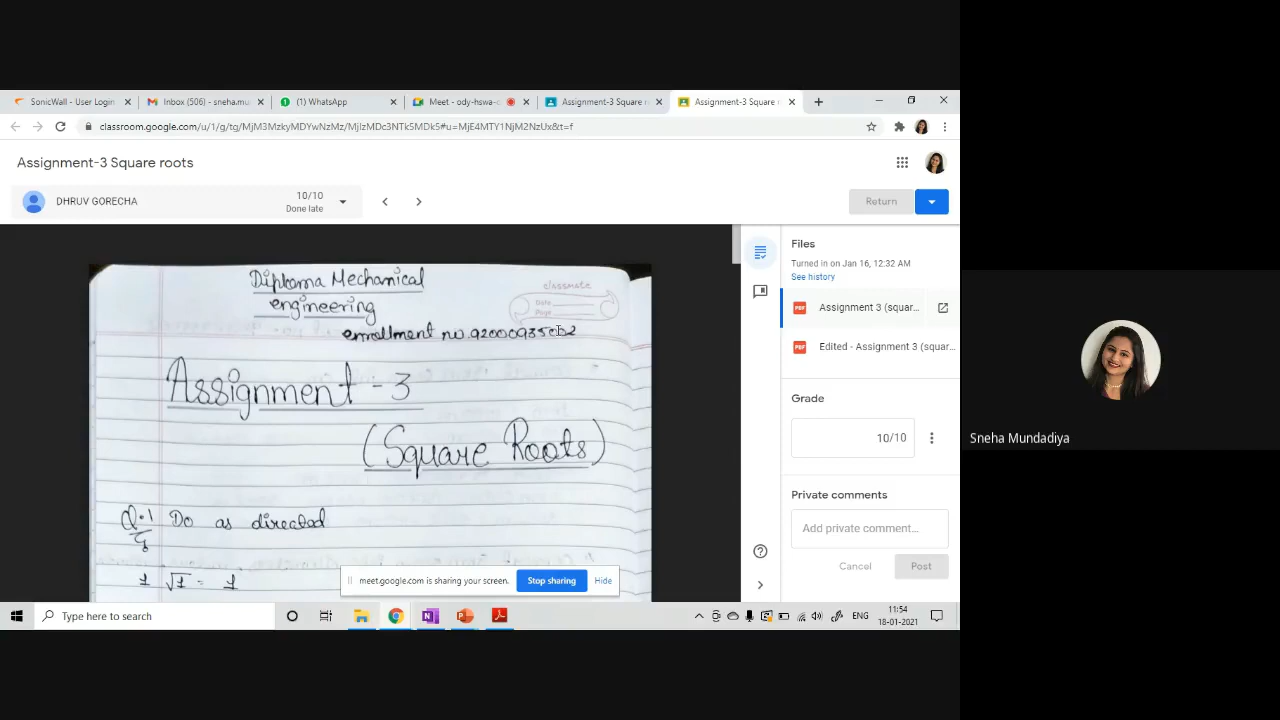 SonicWall - User Login
Inbox (506) - sneha.mu
(1) WhatsApp
Meet - ody-hswa-c
Assignment-3 Square r
Assignment-3 Square r
classroom.google.com/u/1/g/tg/MjM3MzkyMDYwNzMz/MjIzMDc3NTk5MDk5#u=MjE4MTY1NjM2NzUx&t=f
Assignment-3 Square roots
DHRUV GORECHA
10/10
Done late
Return
Diploma Mechanical
engineering
classmate
Date
Page
enrollment no.
Assignment - 3
(Square Roots)
Q.1 Do as directed
1 √1 = 1
Files
Turned in on Jan 16, 12:32 AM
See history
PDF Assignment 3 (squar...
PDF Edited - Assignment 3 (squar...
Grade
10/10
Private comments
Add private comment...
Cancel
Post
meet.google.com is sharing your screen.
Stop sharing
Hide
Type here to search
ENG
11:54
18-01-2021
Sneha Mundadiya